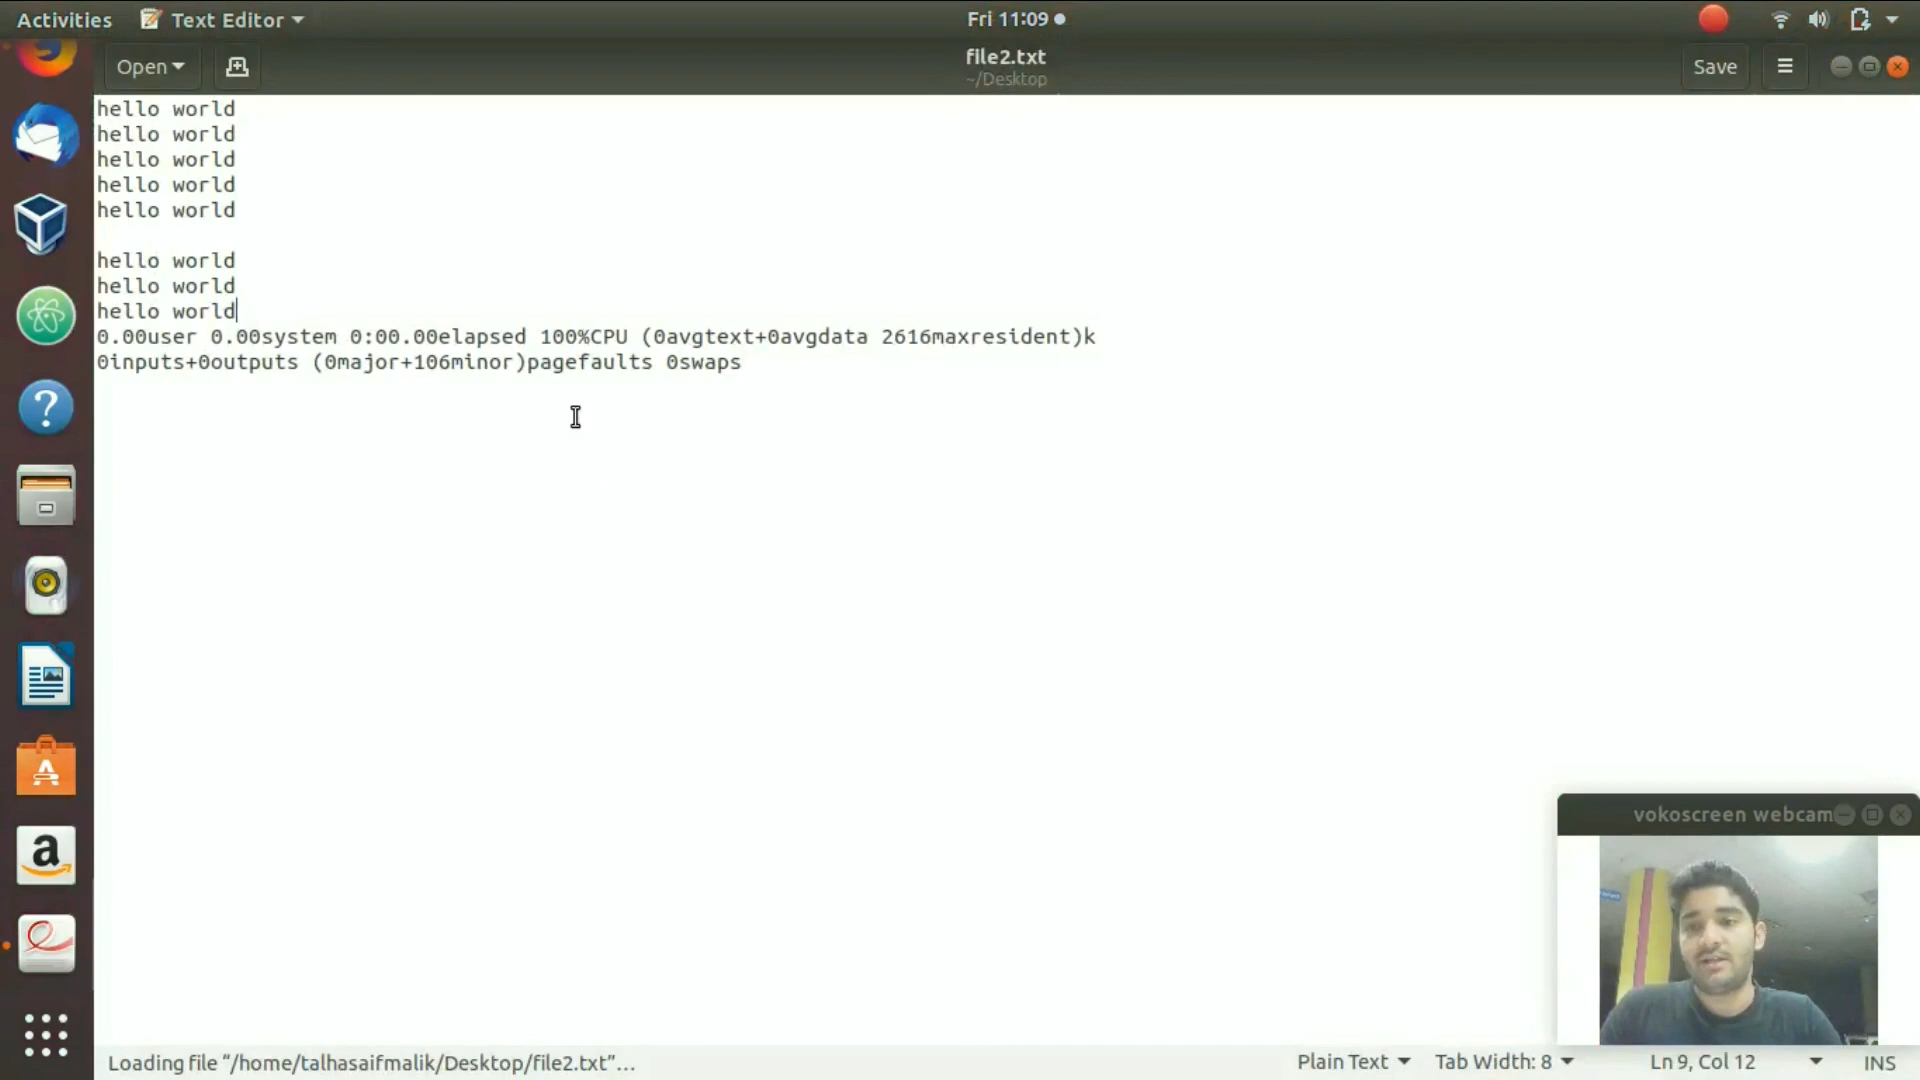 Activities Text Editor Fri 11:09
Open file2.txt Save
~/Desktop
hello world
hello world
hello world
hello world
hello world
hello world
hello world
hello world
0.00user 0.00system 0:00.00elapsed 100%CPU (0avgtext+0avgdata 2616maxresident)k
0inputs+0outputs (0major+106minor)pagefaults 0swaps
vokoscreen webcam
Loading file “/home/talhasaifmalik/Desktop/file2.txt”… Plain Text Tab Width: 8 Ln 9, Col 12 INS